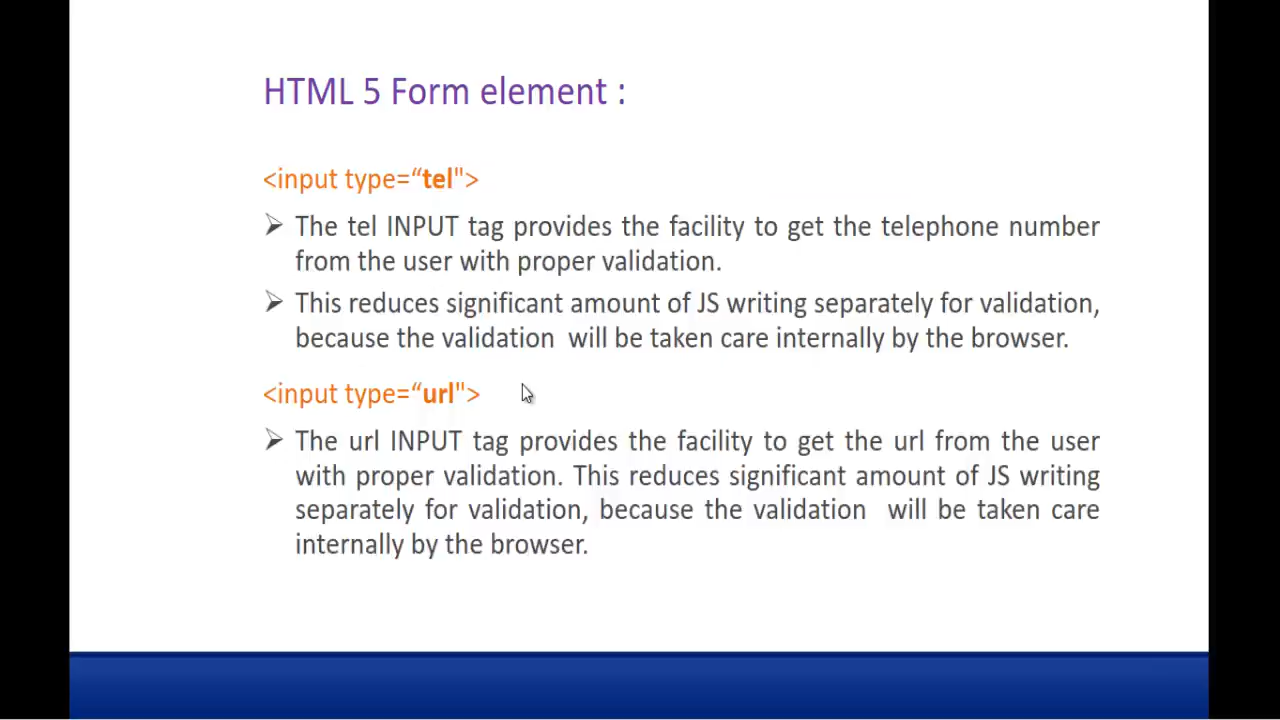 HTML 5 Form element :
<input type=“tel">
➢ The tel INPUT tag provides the facility to get the telephone number
from the user with proper validation.
➢ This reduces significant amount of JS writing separately for validation,
because the validation  will be taken care internally by the browser.
<input type=“url">
➢ The url INPUT tag provides the facility to get the url from the user
with proper validation. This reduces significant amount of JS writing
separately for validation, because the validation  will be taken care
internally by the browser.